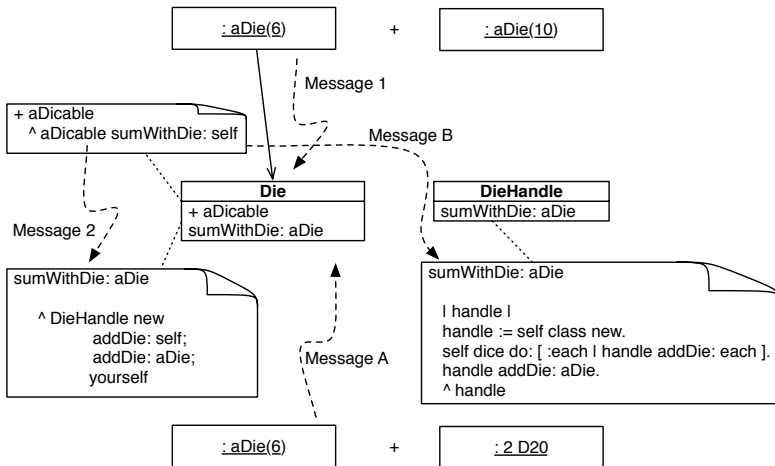 : aDie(6)
+
: aDie(10)
Message 1
+ aDicable
^ aDicable sumWithDie: self
Message B
Die
+ aDicable
sumWithDie: aDie
DieHandle
sumWithDie: aDie
Message 2
sumWithDie: aDie
^ DieHandle new
addDie: self;
addDie: aDie;
yourself
Message A
sumWithDie: aDie
| handle |
handle := self class new.
self dice do: [ :each | handle addDie: each ].
handle addDie: aDie.
^ handle
: aDie(6)
+
: 2 D20